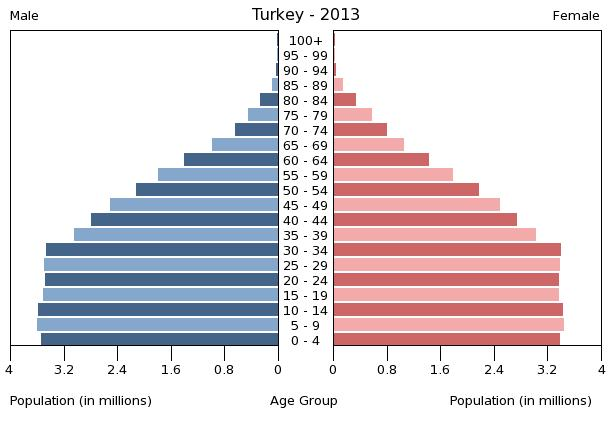 Turkey - 2013
Male
Female
100+
95 - 99
90 - 94
85 - 89
80 - 84
75 - 79
70 - 74
65 - 69
60 - 64
55 - 59
50 - 54
45 - 49
40 - 44
35 - 39
30 - 34
25 - 29
20 - 24
15 - 19
10 - 14
5 - 9
0 - 4
4 3.2 2.4 1.6 0.8 0 0 0.8 1.6 2.4 3.2 4
Population (in millions) Age Group Population (in millions)